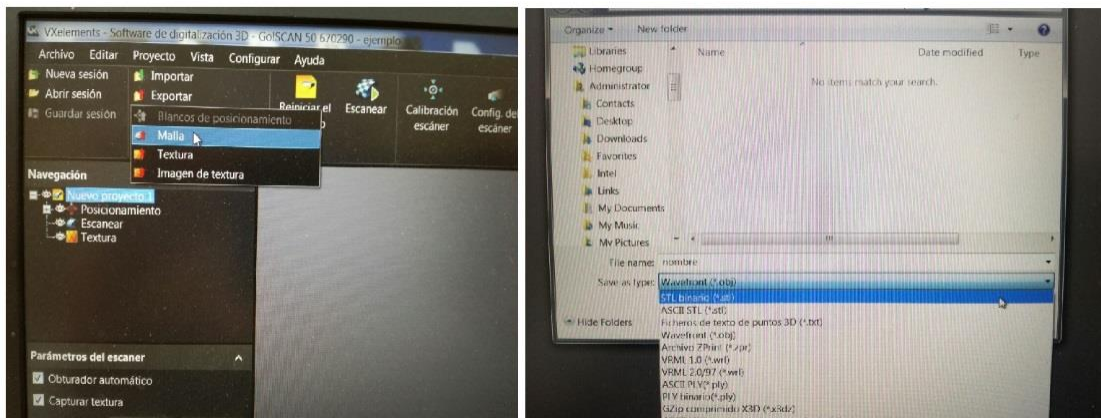 VXelements - Software de digitalización 3D - Go!SCAN 50 670290 - ejemplo
Archivo Editar Proyecto Vista Configurar Ayuda
Nueva sesión
Abrir sesión
Guardar sesión
Importar
Exportar
Blancos de posicionamiento
Malla
Textura
Imagen de textura
Reiniciar el
Escanear
Calibración
escáner
Config. de
escáner
Navegación
Nuevo proyecto 1
Posicionamiento
Escanear
Textura
Parámetros del escaner
Obturador automático
Capturar textura
Organize New folder
Libraries
Homegroup
Administrator
Contacts
Desktop
Downloads
Favorites
Intel
Links
My Documents
My Music
My Pictures
Name Date modified Type
No items match your search.
File name: nombre
Save as type: Wavefront (*.obj)
STL binario (*.stl)
ASCII STL (*.stl)
Ficheros de texto de puntos 3D (*.txt)
Wavefront (*.obj)
Archivo ZPrint (*.zpr)
VRML 1.0 (*.wrl)
VRML 2.0/97 (*.wrl)
ASCII PLY(*.ply)
PLY binario(*.ply)
GZip comprimido X3D (*.x3dz)
Hide Folders